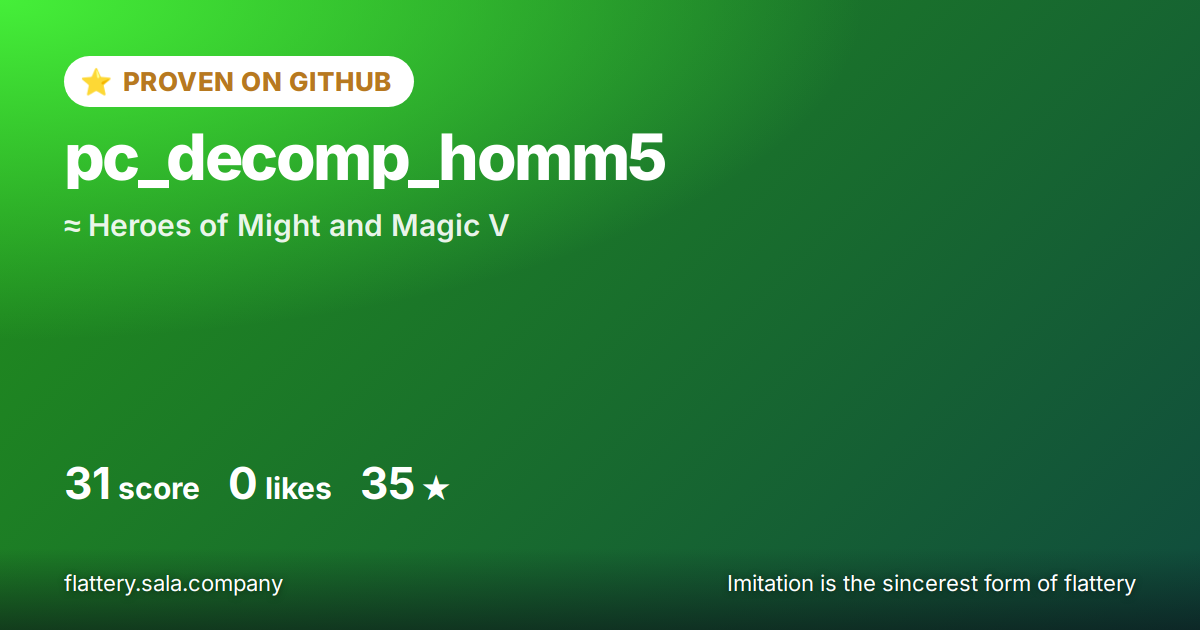 ⭐ PROVEN ON GITHUB
pc_decomp_homm5
≈ Heroes of Might and Magic V
31 score 0 likes 35 ★
flattery.sala.company
Imitation is the sincerest form of flattery